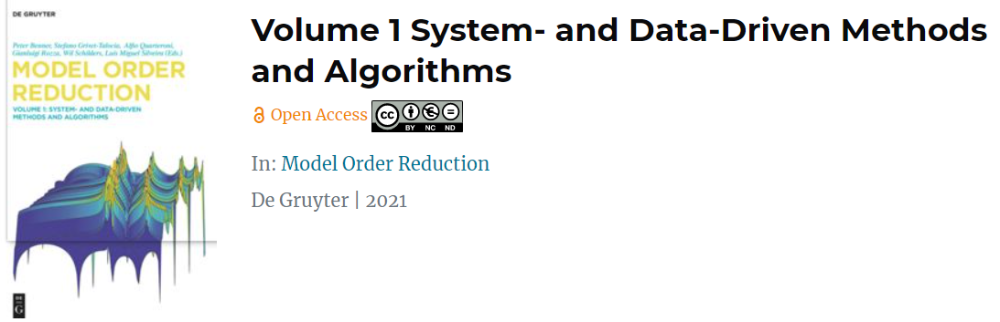 DE GRUYTER
Peter Benner, Stefano Grivet-Talocia, Alfio Quarteroni,
Gianluigi Rozza, Wil Schilders, Luís Miguel Silveira (Eds.)
MODEL ORDER
REDUCTION
VOLUME 1: SYSTEM- AND DATA-DRIVEN
METHODS AND ALGORITHMS
DE
G
Volume 1 System- and Data-Driven Methods
and Algorithms
Open Access cc BY NC ND
In: Model Order Reduction
De Gruyter | 2021